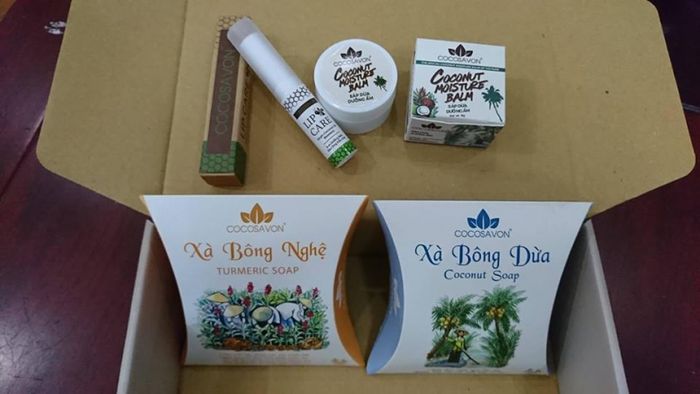 COCOSAVON
LIP
CARE
COCOSAVON
COCONUT
MOISTURE
BALM
SÁP DỪA
DƯỠNG ẨM
COCOSAVON
COCONUT
MOISTURE
BALM
SÁP DỪA
DƯỠNG ẨM
COCOSAVON
Xà Bông Nghệ
TURMERIC SOAP
COCOSAVON
Xà Bông Dừa
Coconut Soap